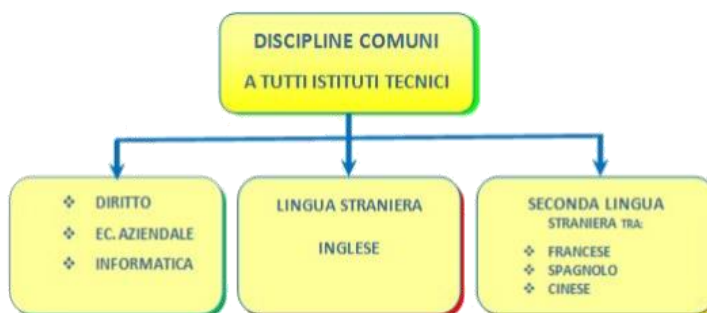 DISCIPLINE COMUNI
A TUTTI ISTITUTI TECNICI
❖ DIRITTO
❖ EC. AZIENDALE
❖ INFORMATICA
LINGUA STRANIERA
INGLESE
SECONDA LINGUA
STRANIERA TRA:
❖ FRANCESE
❖ SPAGNOLO
❖ CINESE